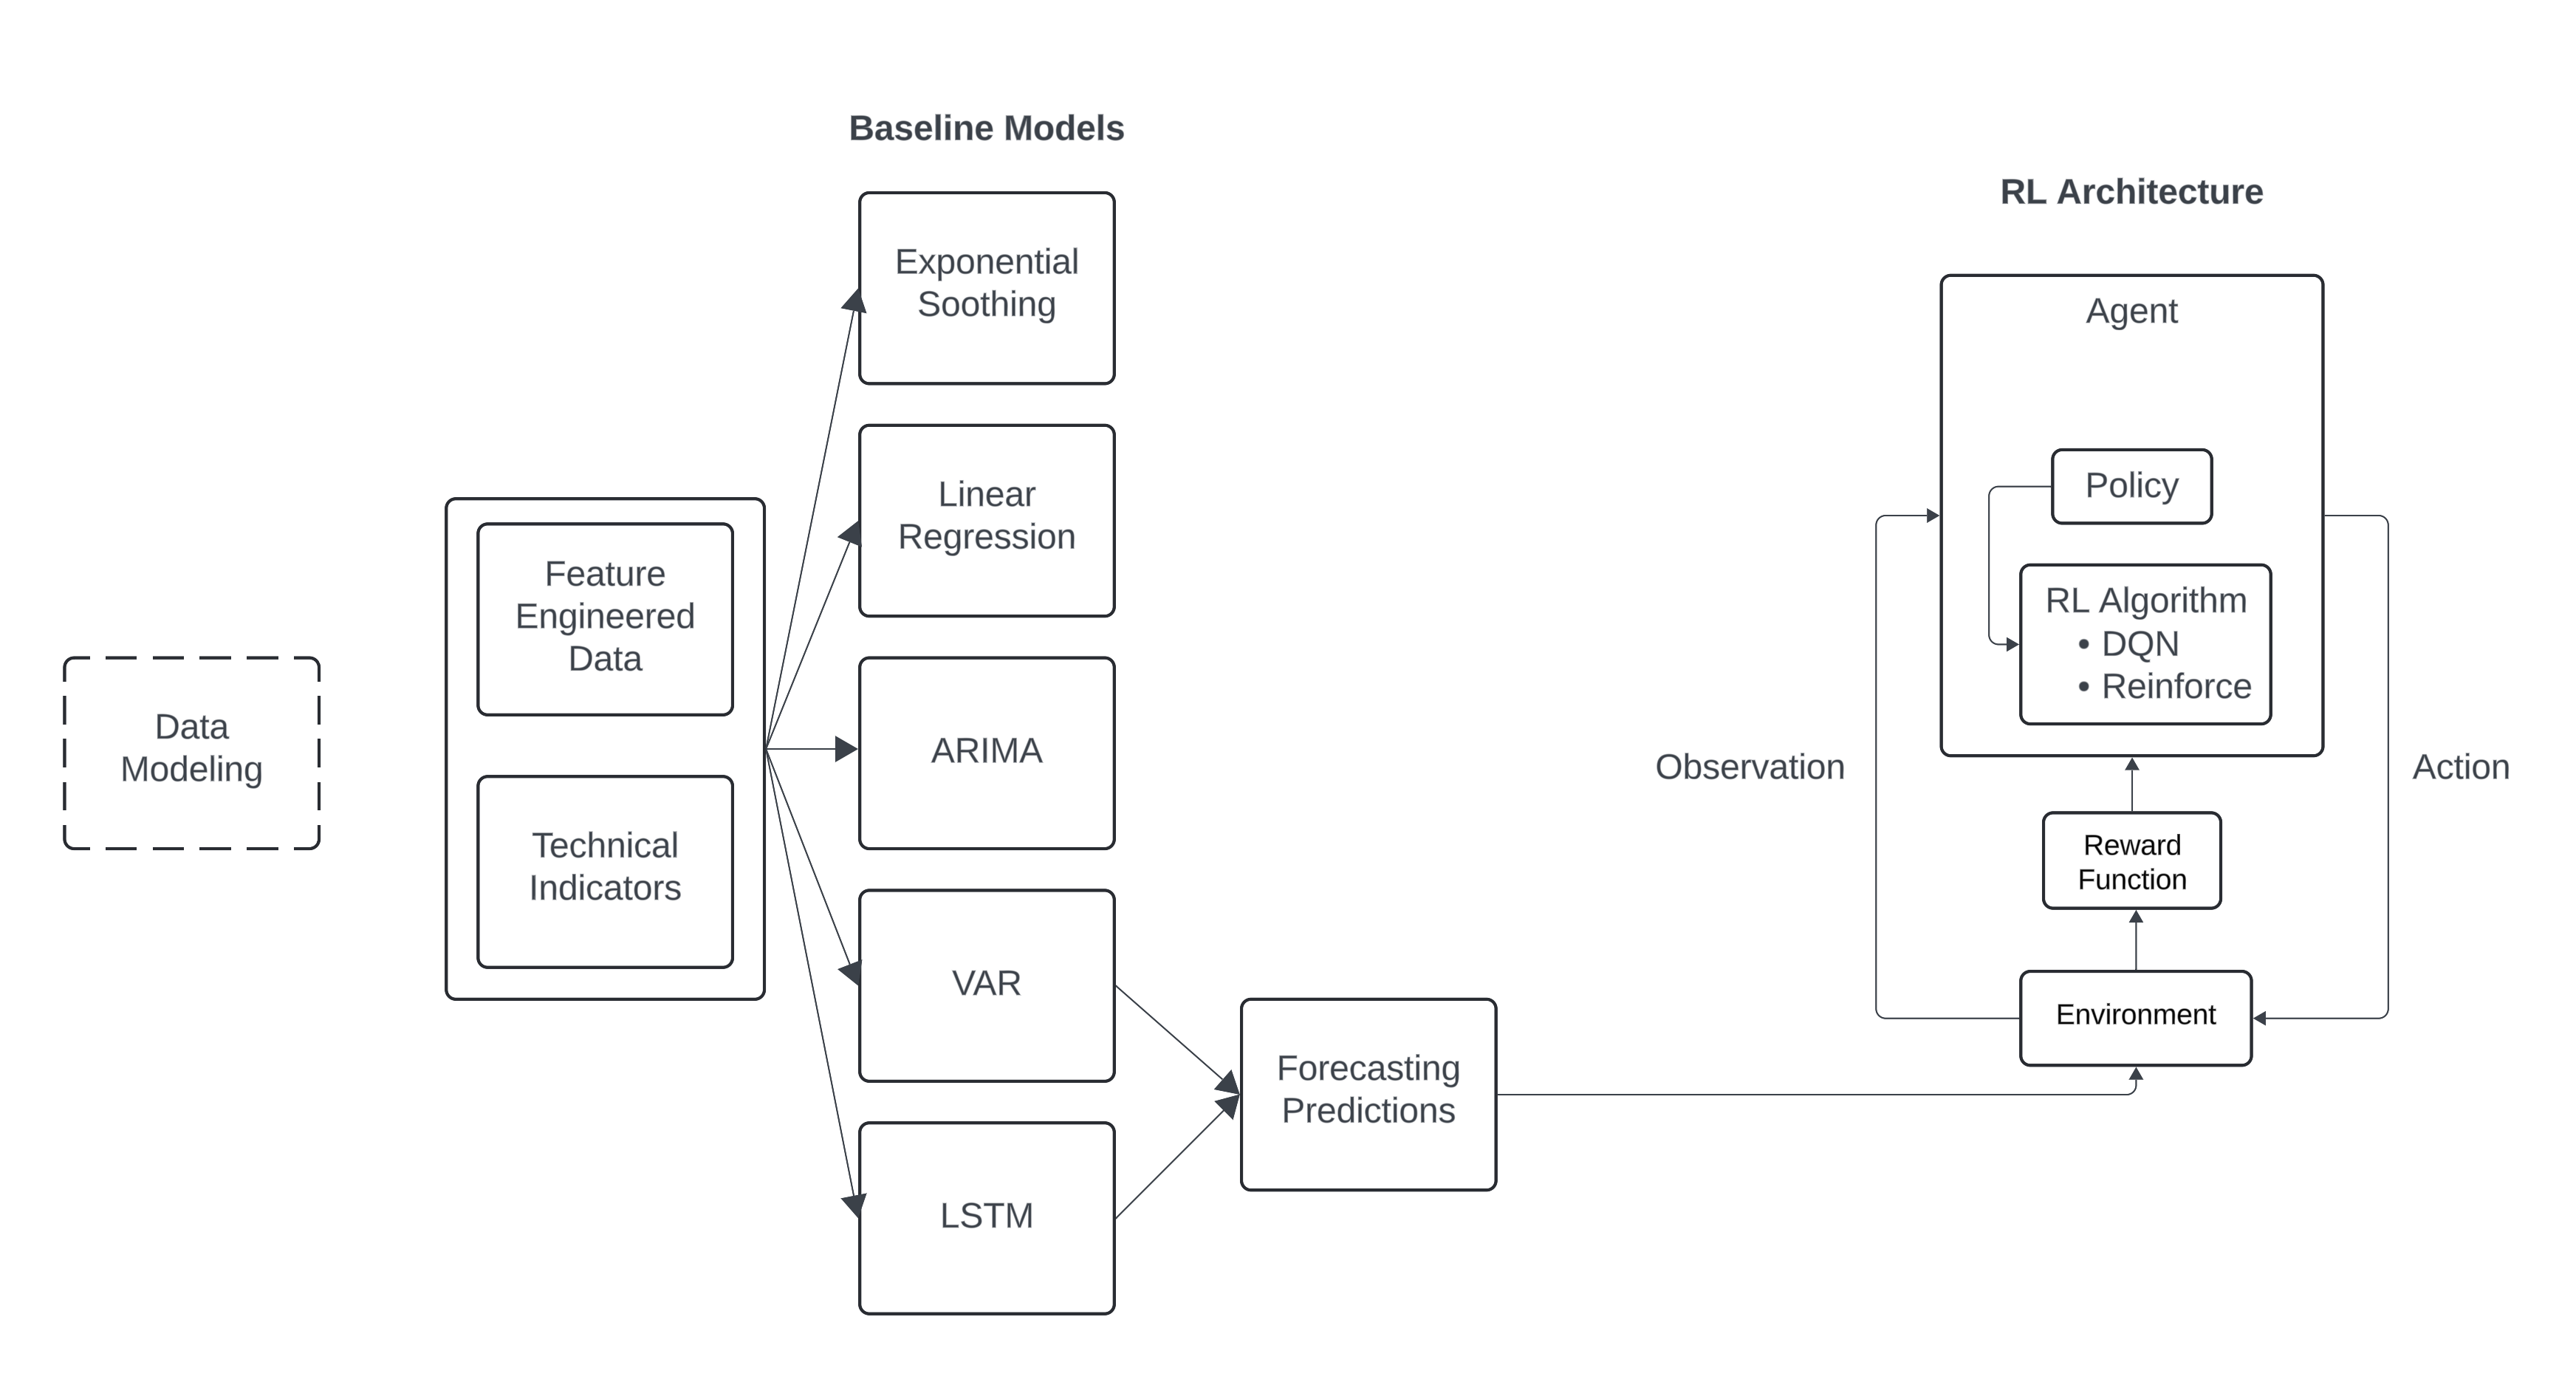 Baseline Models
RL Architecture
Data
Modeling
Feature
Engineered
Data
Technical
Indicators
Exponential
Soothing
Linear
Regression
ARIMA
VAR
LSTM
Forecasting
Predictions
Agent
Policy
RL Algorithm
• DQN
• Reinforce
Observation
Action
Reward
Function
Environment